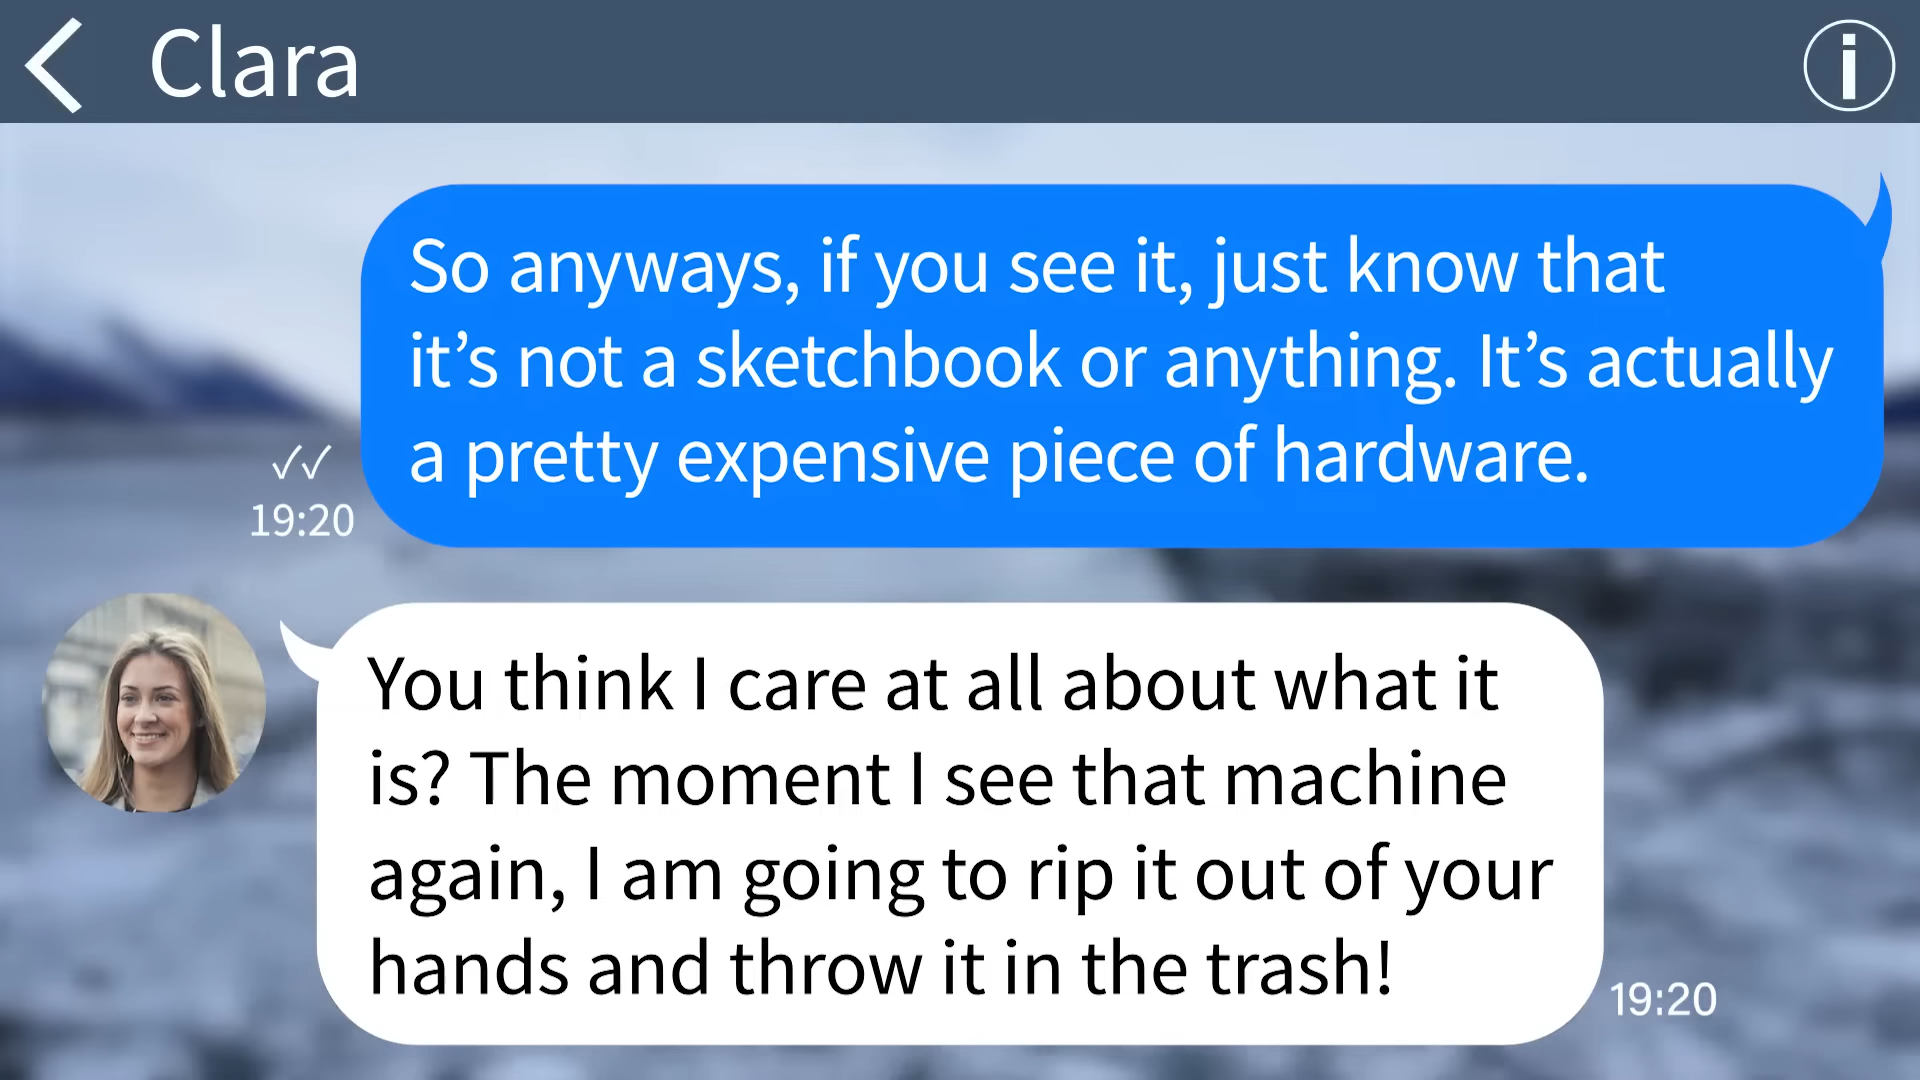 Clara
So anyways, if you see it, just know that
it’s not a sketchbook or anything. It’s actually
a pretty expensive piece of hardware.
19:20
You think I care at all about what it
is? The moment I see that machine
again, I am going to rip it out of your
hands and throw it in the trash!
19:20